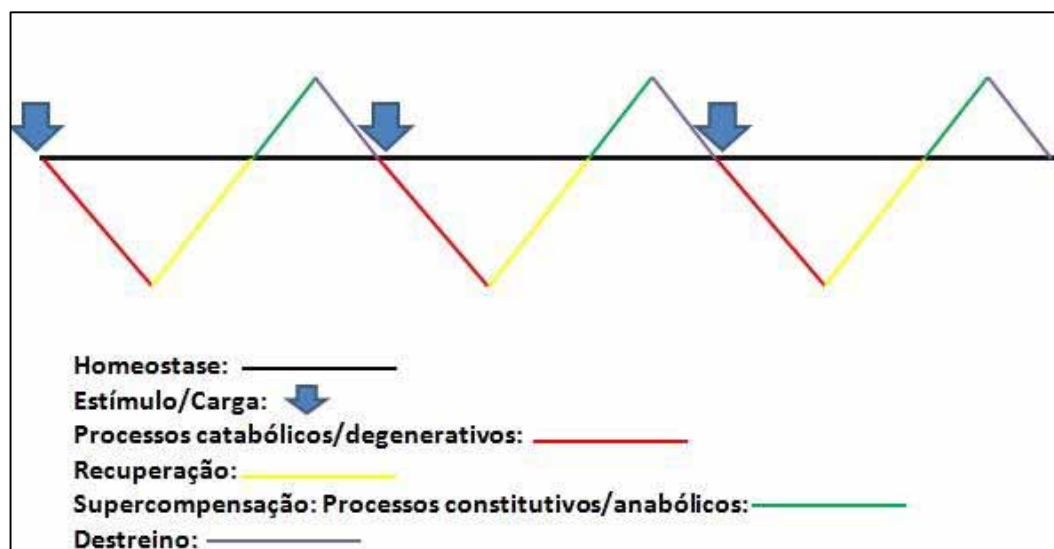 Homeostase:
Estímulo/Carga:
Processos catabólicos/degenerativos:
Recuperação:
Supercompensação: Processos constitutivos/anabólicos:
Destreino: